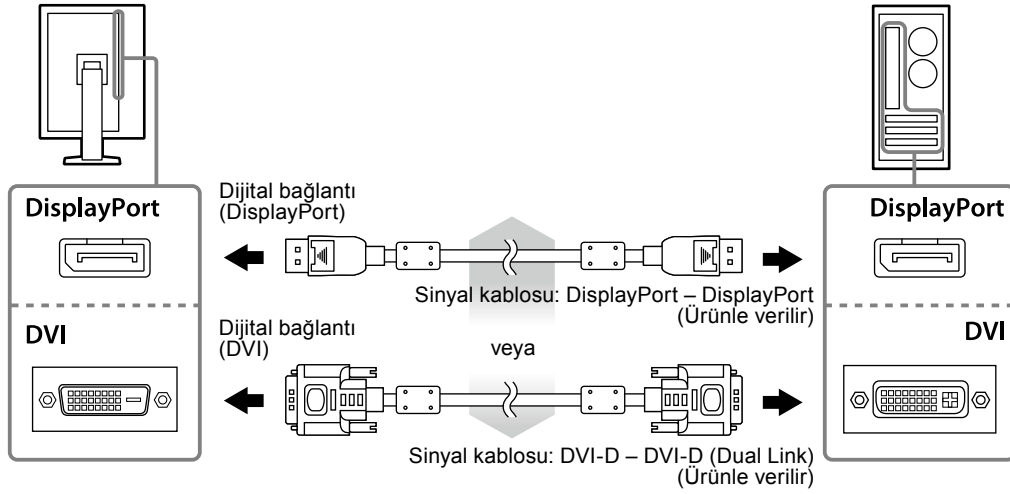 DisplayPort
Dijital bağlantı
(DisplayPort)
DisplayPort
Sinyal kablosu: DisplayPort – DisplayPort
(Ürünle verilir)
DVI
Dijital bağlantı
(DVI)
veya
DVI
Sinyal kablosu: DVI-D – DVI-D (Dual Link)
(Ürünle verilir)